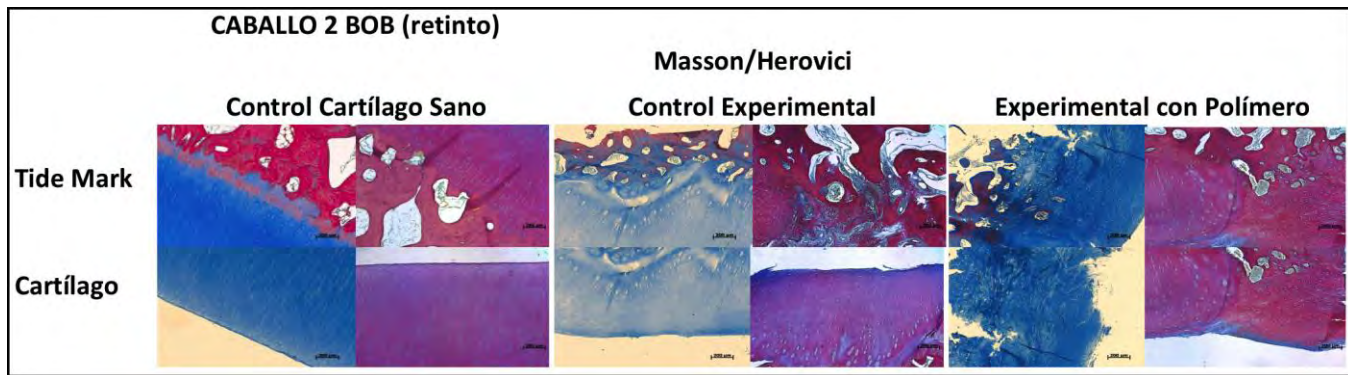 CABALLO 2 BOB (retinto)
Masson/Herovici
Control Cartílago Sano
Control Experimental
Experimental con Polímero
Tide Mark
Cartílago